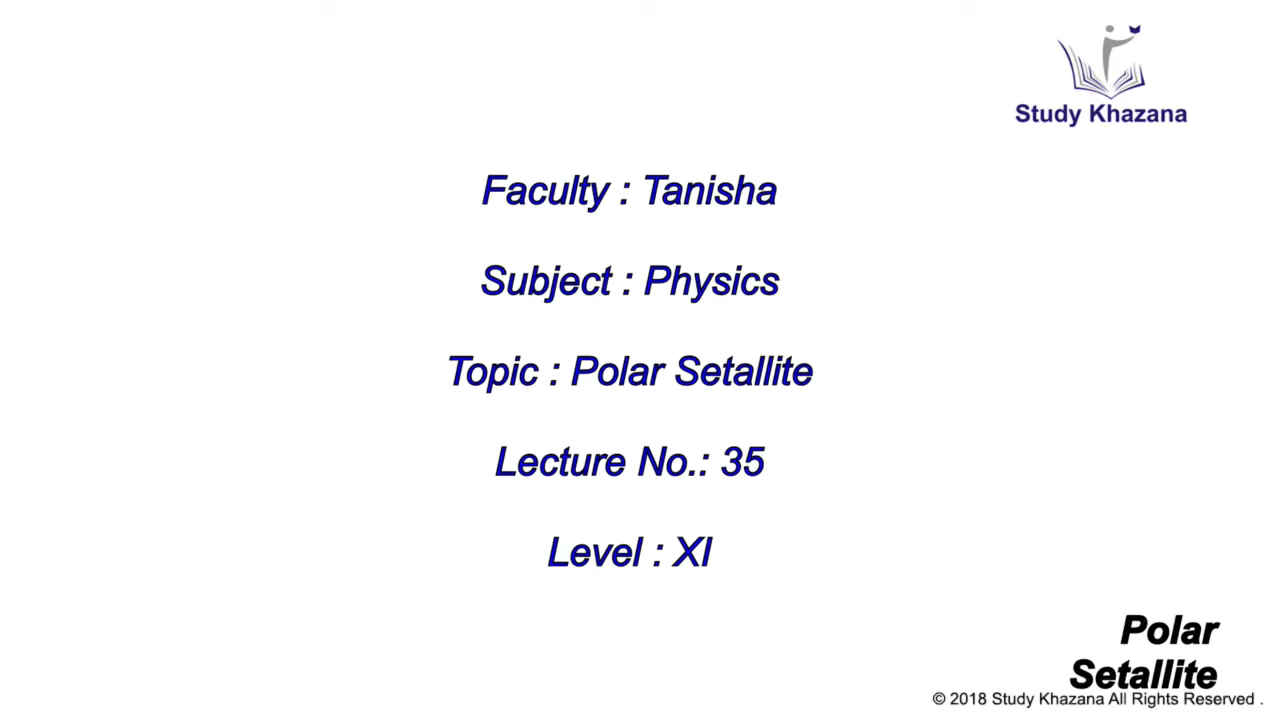 Study Khazana
Faculty : Tanisha
Subject : Physics
Topic : Polar Setallite
Lecture No.: 35
Level : XI
Polar
Setallite
© 2018 Study Khazana All Rights Reserved .